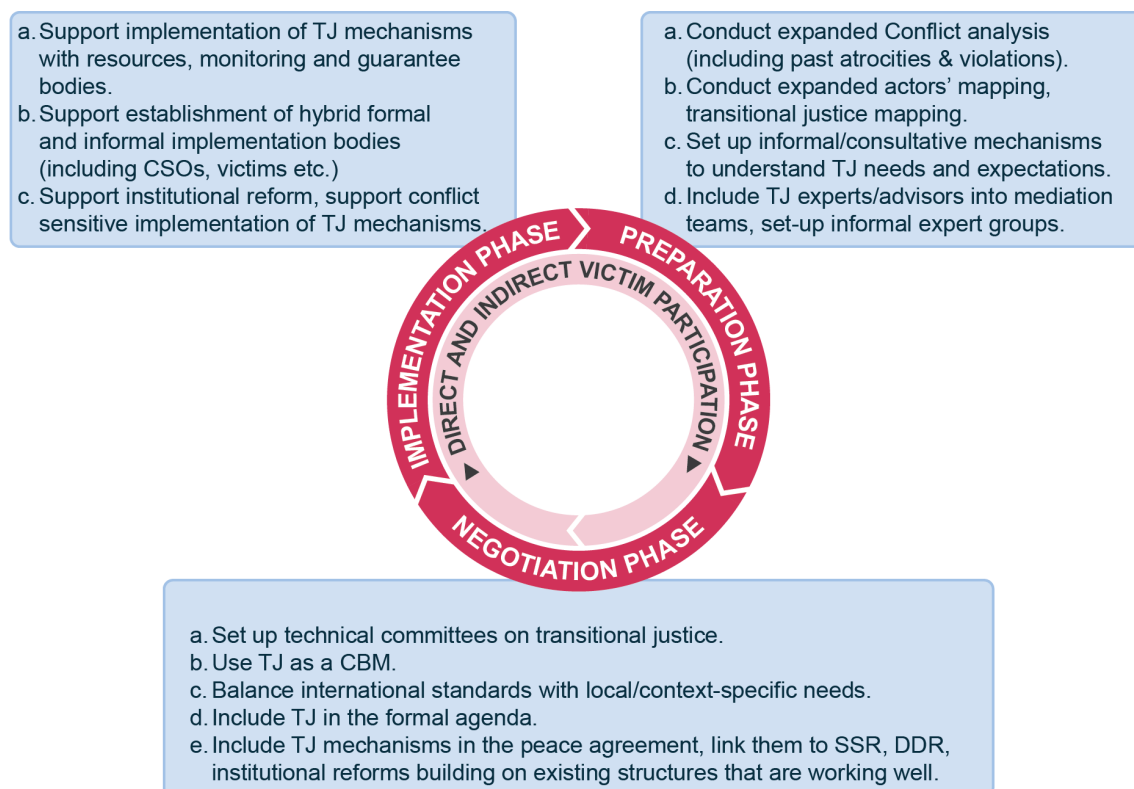 a. Support implementation of TJ mechanisms
with resources, monitoring and guarantee
bodies.
b. Support establishment of hybrid formal
and informal implementation bodies
(including CSOs, victims etc.)
c. Support institutional reform, support conflict
sensitive implementation of TJ mechanisms.
a. Conduct expanded Conflict analysis
(including past atrocities & violations).
b. Conduct expanded actors’ mapping,
transitional justice mapping.
c. Set up informal/consultative mechanisms
to understand TJ needs and expectations.
d. Include TJ experts/advisors into mediation
teams, set-up informal expert groups.
IMPLEMENTATION PHASE
PREPARATION PHASE
DIRECT AND INDIRECT VICTIM PARTICIPATION
NEGOTIATION PHASE
a. Set up technical committees on transitional justice.
b. Use TJ as a CBM.
c. Balance international standards with local/context-specific needs.
d. Include TJ in the formal agenda.
e. Include TJ mechanisms in the peace agreement, link them to SSR, DDR,
institutional reforms building on existing structures that are working well.